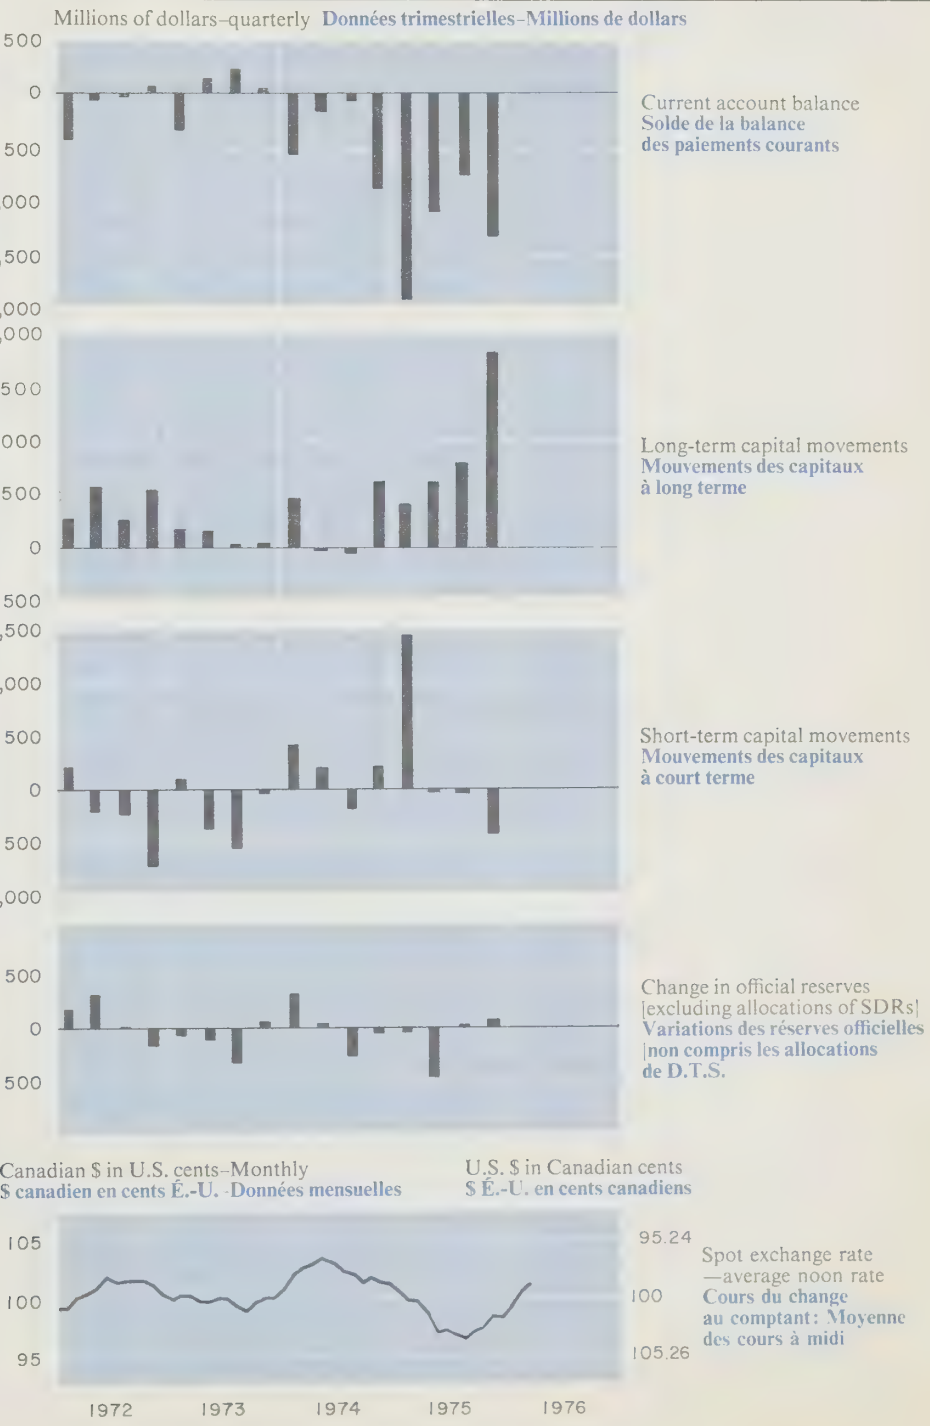 Millions of dollars–quarterly Données trimestrielles–Millions de dollars
500
0
500
,000
,500
,000
Current account balance
Solde de la balance
des paiements courants
,000
500
000
500
0
500
Long-term capital movements
Mouvements des capitaux
à long terme
,500
,000
500
0
500
,000
Short-term capital movements
Mouvements des capitaux
à court terme
500
0
500
Change in official reserves
[excluding allocations of SDRs]
Variations des réserves officielles
[non compris les allocations
de D.T.S.
Canadian $ in U.S. cents–Monthly
$ canadien en cents É.-U. -Données mensuelles
U.S. $ in Canadian cents
$ É.-U. en cents canadiens
105
100
95
95.24
100
105.26
Spot exchange rate
—average noon rate
Cours du change
au comptant: Moyenne
des cours à midi
1972 1973 1974 1975 1976